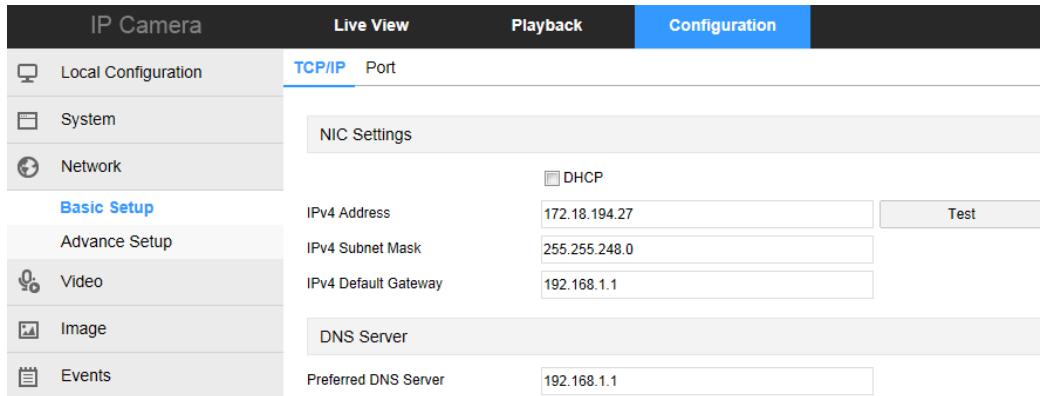 IP Camera Live View Playback Configuration
Local Configuration
TCP/IP Port
System
NIC Settings
Network
DHCP
Basic Setup
IPv4 Address 172.18.194.27 Test
Advance Setup
IPv4 Subnet Mask 255.255.248.0
Video
IPv4 Default Gateway 192.168.1.1
Image
DNS Server
Events
Preferred DNS Server 192.168.1.1